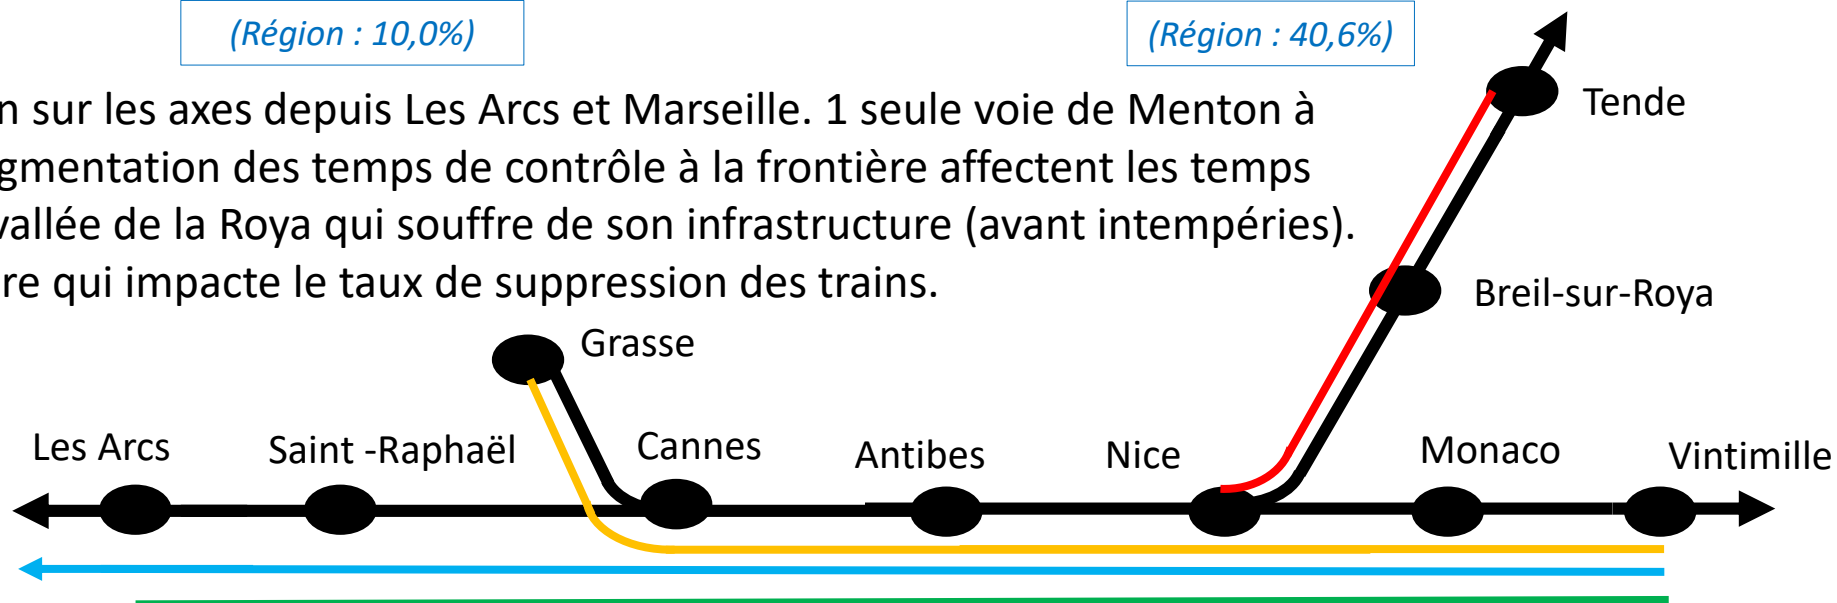 (Région : 10,0%)
(Région : 40,6%)
n sur les axes depuis Les Arcs et Marseille. 1 seule voie de Menton à
gmentation des temps de contrôle à la frontière affectent les temps
vallée de la Roya qui souffre de son infrastructure (avant intempéries).
re qui impacte le taux de suppression des trains.
Tende
Breil-sur-Roya
Grasse
Les Arcs
Saint -Raphaël
Cannes
Antibes
Nice
Monaco
Vintimille